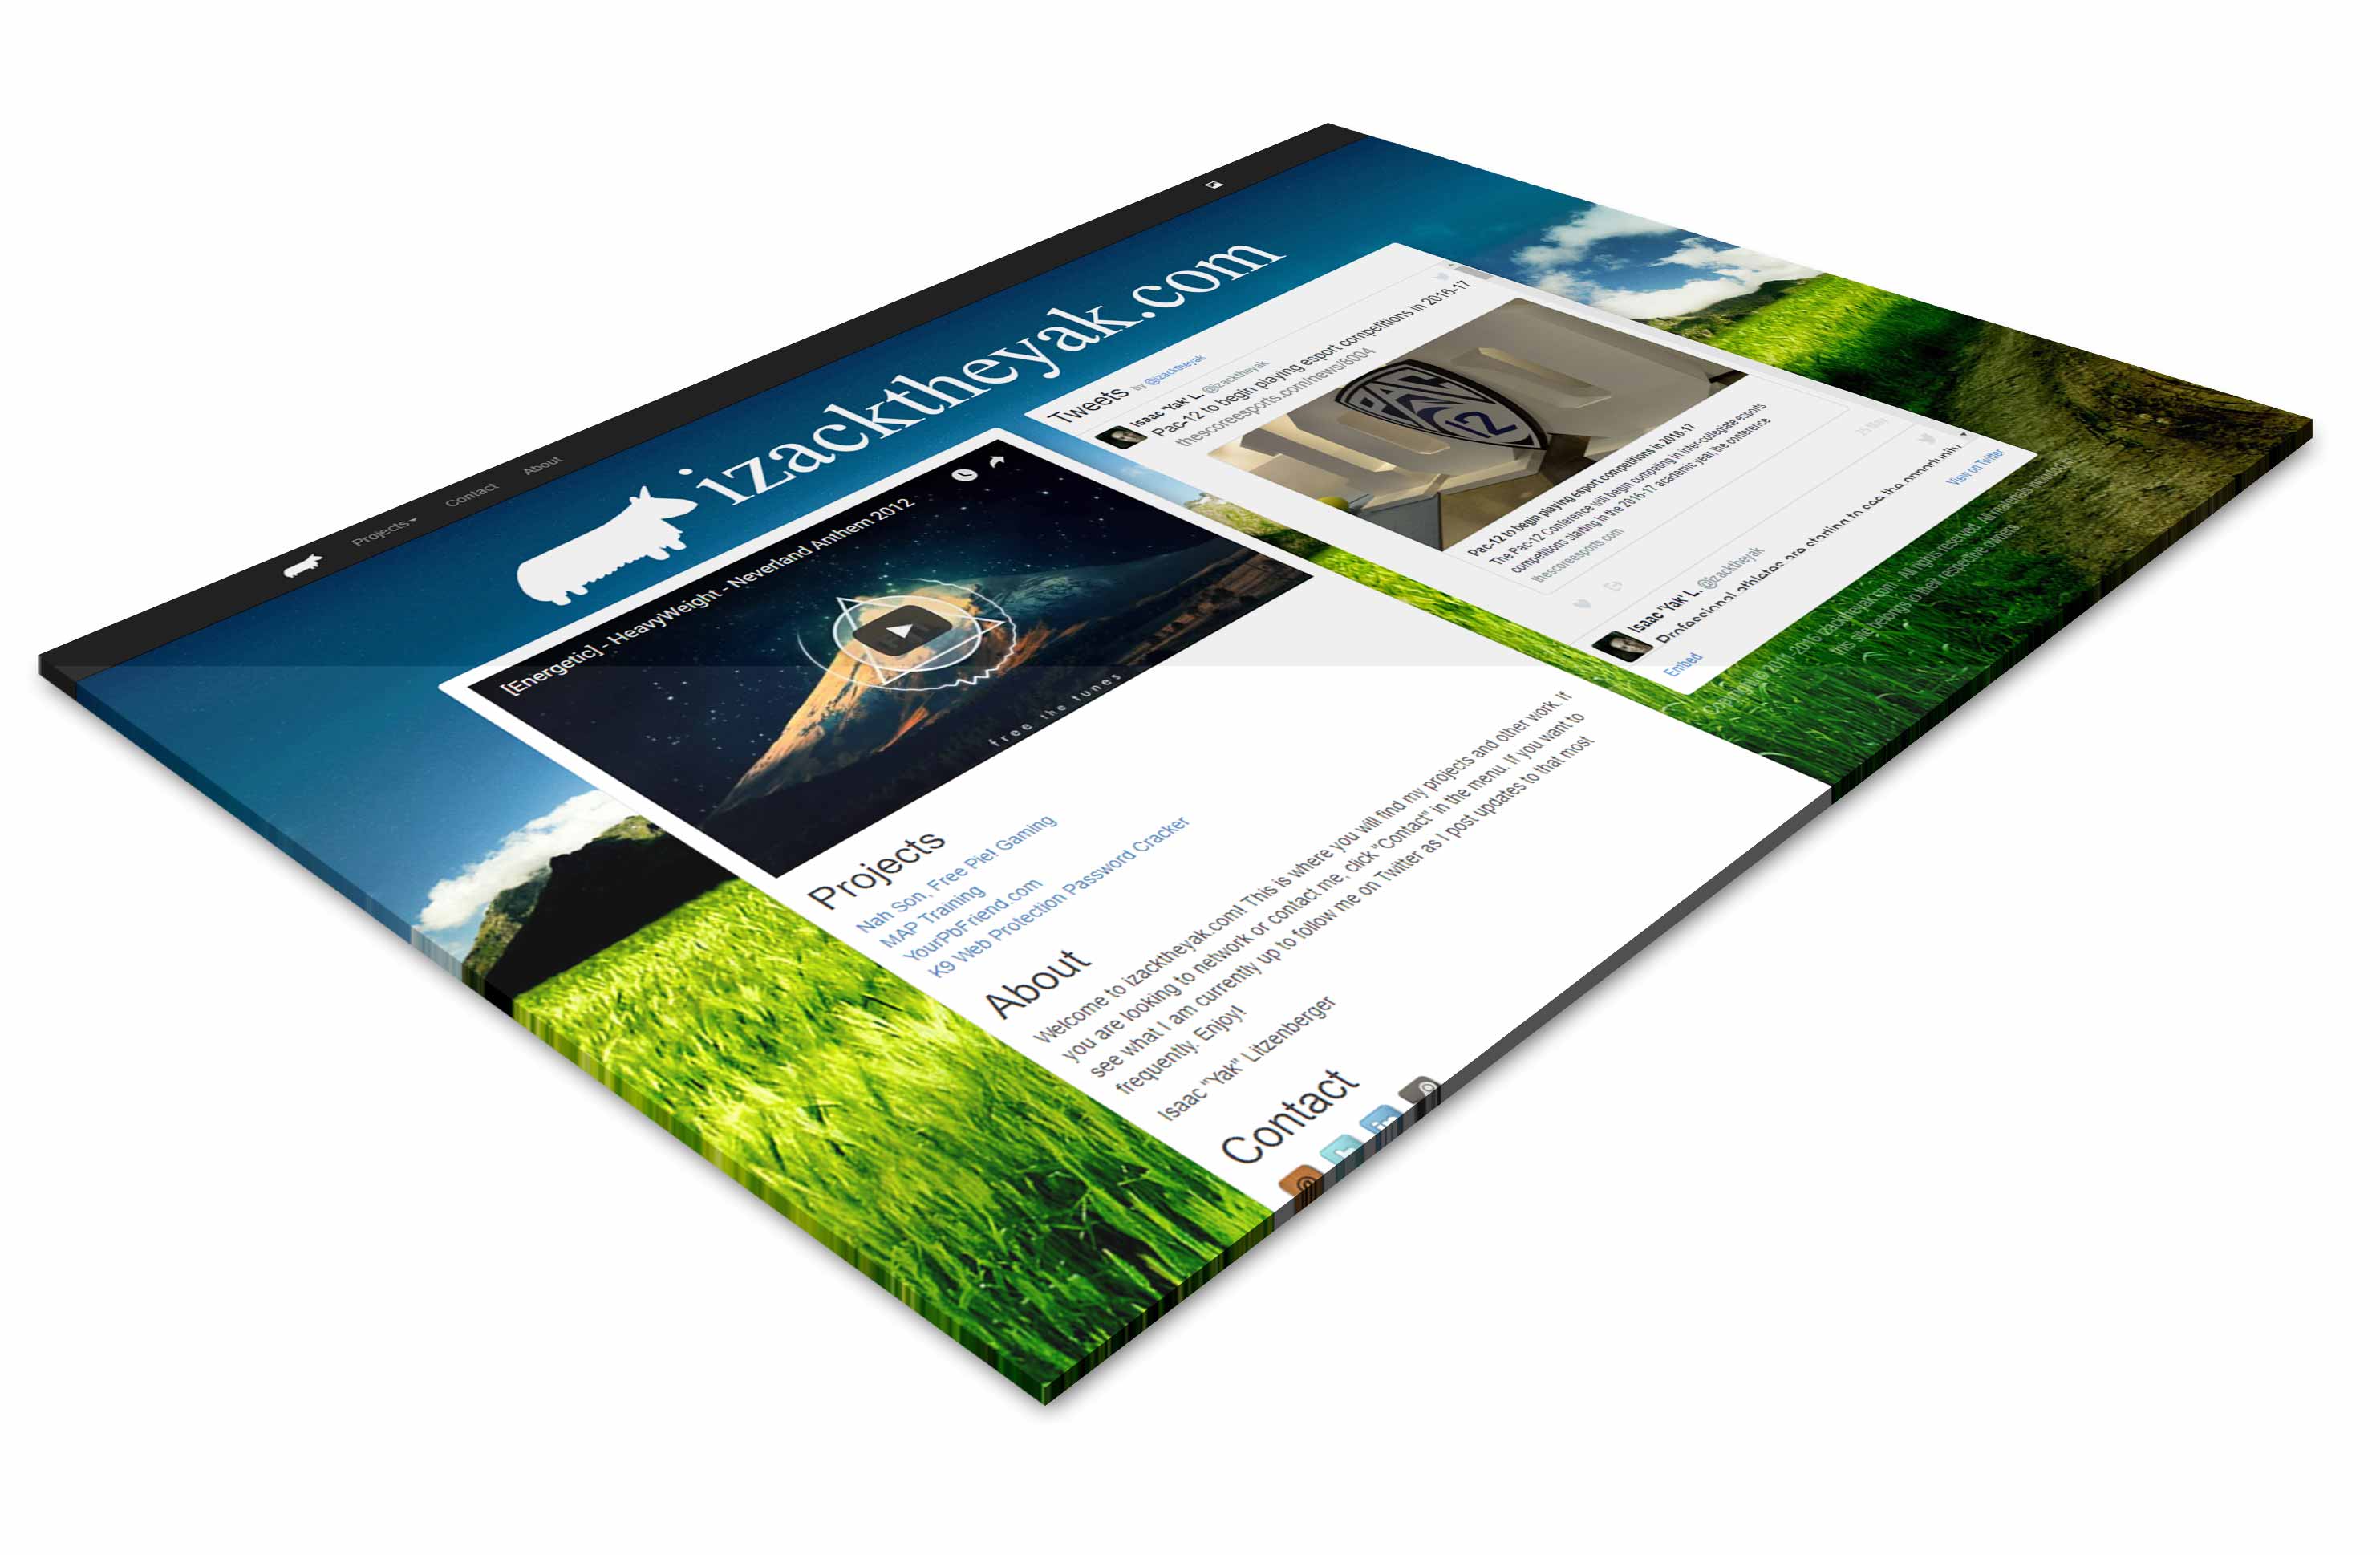 Projects
Contact
About
izacktheyak.com
[Energetic] - HeavyWeight - Neverland Anthem 2012
free the tunes
Projects
Nah Son, Free Pie! Gaming
MAP Training
YourPbFriend.com
K9 Web Protection Password Cracker
About
Welcome to izacktheyak.com! This is where you will find my projects and other work. If
you are looking to network or contact me, click "Contact" in the menu. If you want to
see what I am currently up to follow me on Twitter as I post updates to that most
frequently. Enjoy!
Isaac "Yak" Litzenberger
Contact
Tweets by @izacktheyak
Isaac 'Yak' L. @izacktheyak
Pac-12 to begin playing esport competitions in 2016-17
thescoreesports.com/news/8004
PAC
12
Pac-12 to begin playing esport competitions in 2016-17
The Pac-12 Conference will begin competing in inter-collegiate esports
competitions starting in the 2016-17 academic year, the conference
thescoreesports.com
Isaac 'Yak' L. @izacktheyak
Professional athletes are starting to see the opportunity
Embed
View on Twitter
Copyright © 2011-2016 izacktheyak.com. All rights reserved. All material
this site belongs to their respective owners.